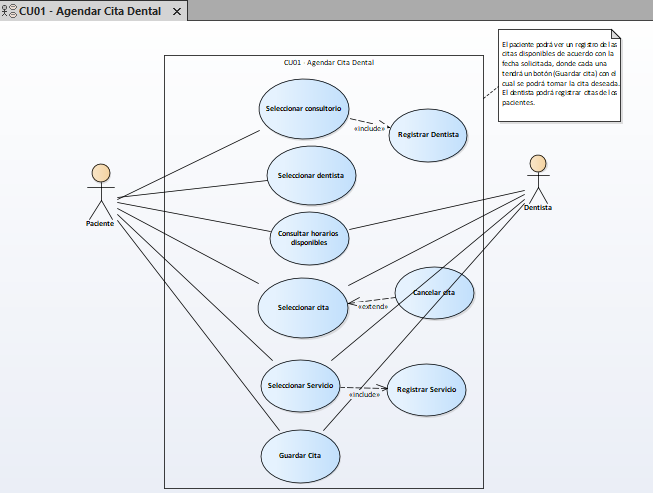 CU01 - Agendar Cita Dental
El paciente podrá ver un registro de las
citas disponibles de acuerdo con la
fecha solicitada, donde cada una
tendrá un botón (Guardar cita) con el
cual se podrá tomar la cita deseada.
El dentista podrá registrar citas de los
pacientes.
CU01 - Agendar Cita Dental
Seleccionar consultorio
«include»
Registrar Dentista
Seleccionar dentista
Paciente
Dentista
Consultar horarios
disponibles
Cancelar cita
Seleccionar cita
«extend»
Seleccionar Servicio
Registrar Servicio
«include»
Guardar Cita